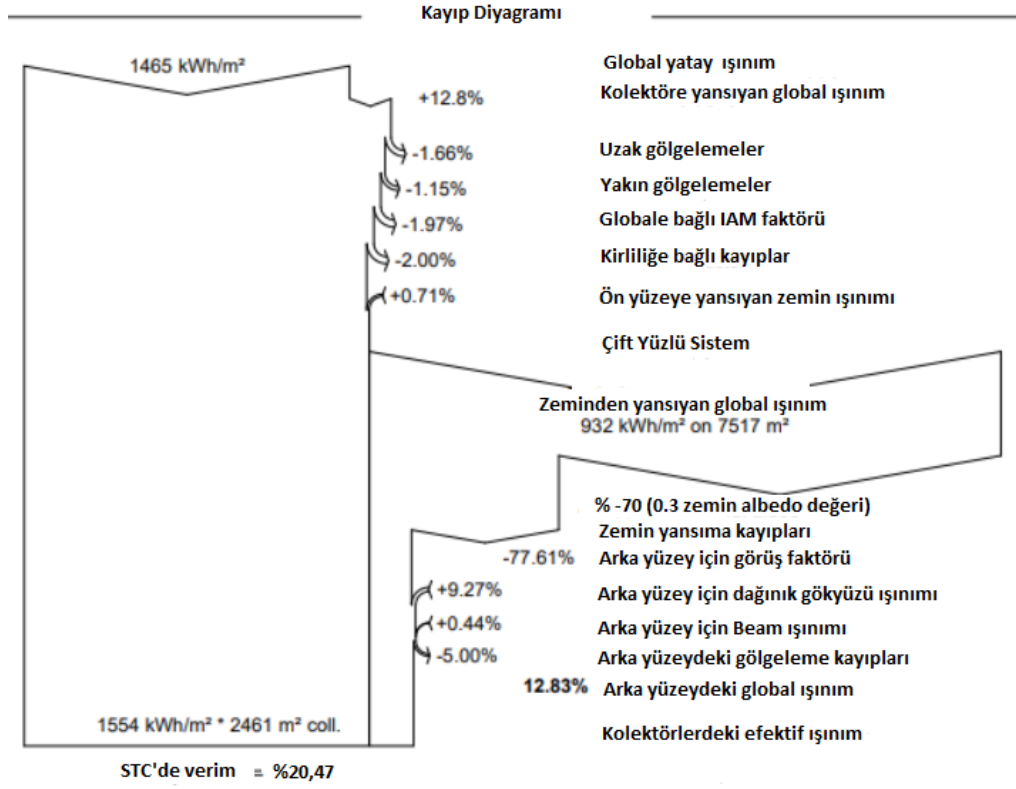 Kayıp Diyagramı
1465 kWh/m²
Global yatay ışınım
+12.8%
Kolektöre yansıyan global ışınım
-1.66%
Uzak gölgelemeler
-1.15%
Yakın gölgelemeler
-1.97%
Globale bağlı IAM faktörü
-2.00%
Kirliliğe bağlı kayıplar
+0.71%
Ön yüzeye yansıyan zemin ışınımı
Çift Yüzlü Sistem
Zeminden yansıyan global ışınım
932 kWh/m² on 7517 m²
% -70 (0.3 zemin albedo değeri)
Zemin yansıma kayıpları
-77.61%
Arka yüzey için görüş faktörü
+9.27%
Arka yüzey için dağınık gökyüzü ışınımı
+0.44%
Arka yüzey için Beam ışınımı
-5.00%
Arka yüzeydeki gölgeleme kayıpları
12.83%
Arka yüzeydeki global ışınım
1554 kWh/m² * 2461 m² coll.
Kolektörlerdeki efektif ışınım
STC'de verim = %20,47